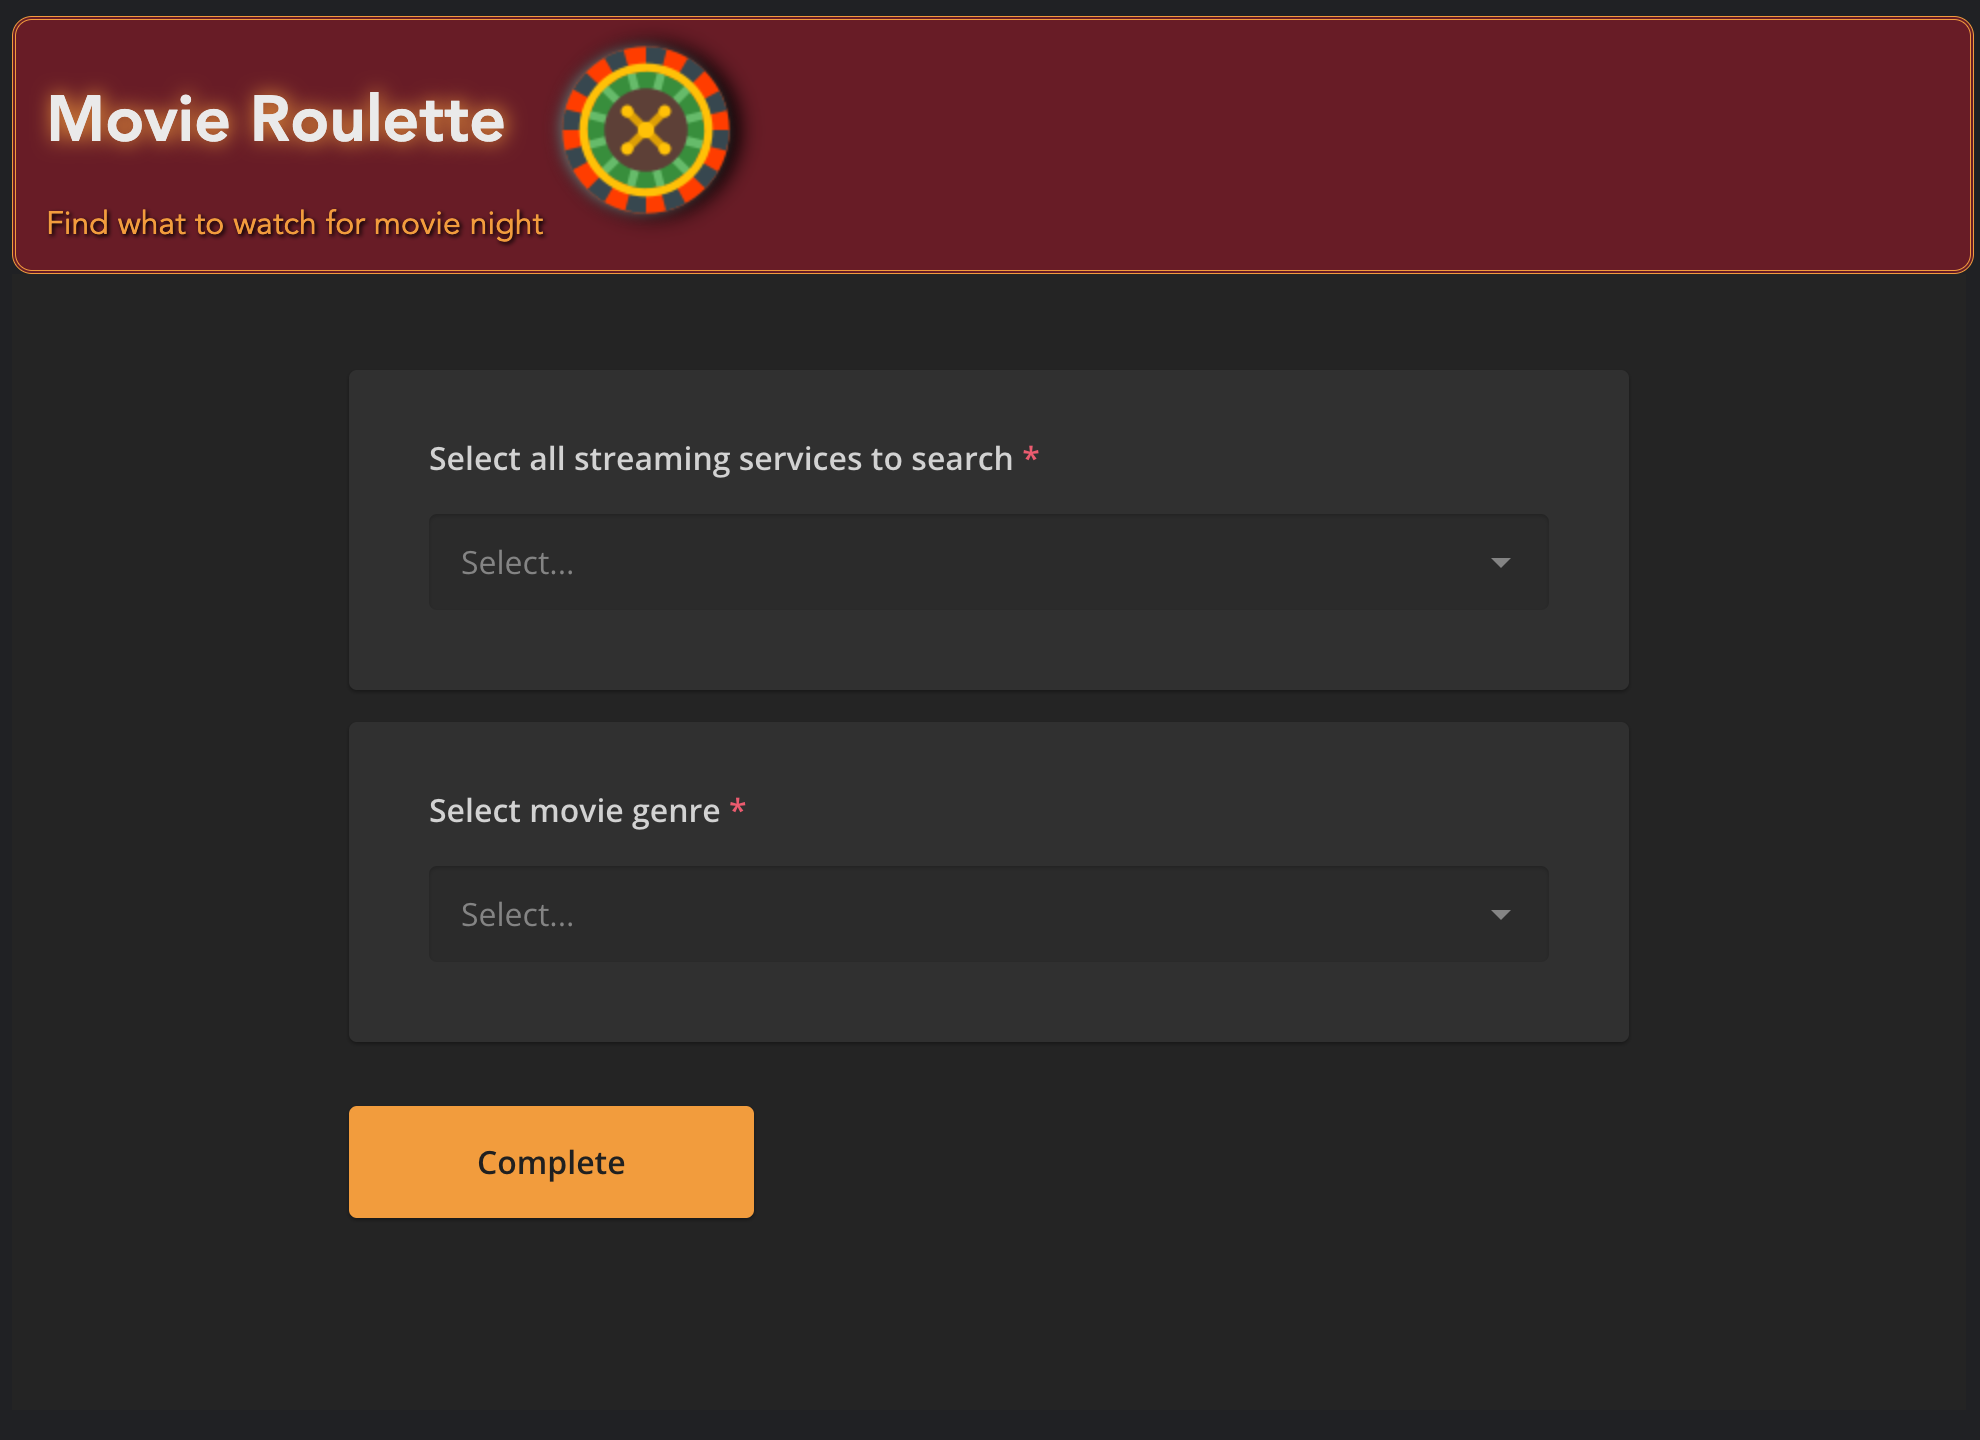 Movie Roulette
Find what to watch for movie night
Select all streaming services to search *
Select...
Select movie genre *
Select...
Complete